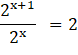 2^{x+1}/2^x = 2